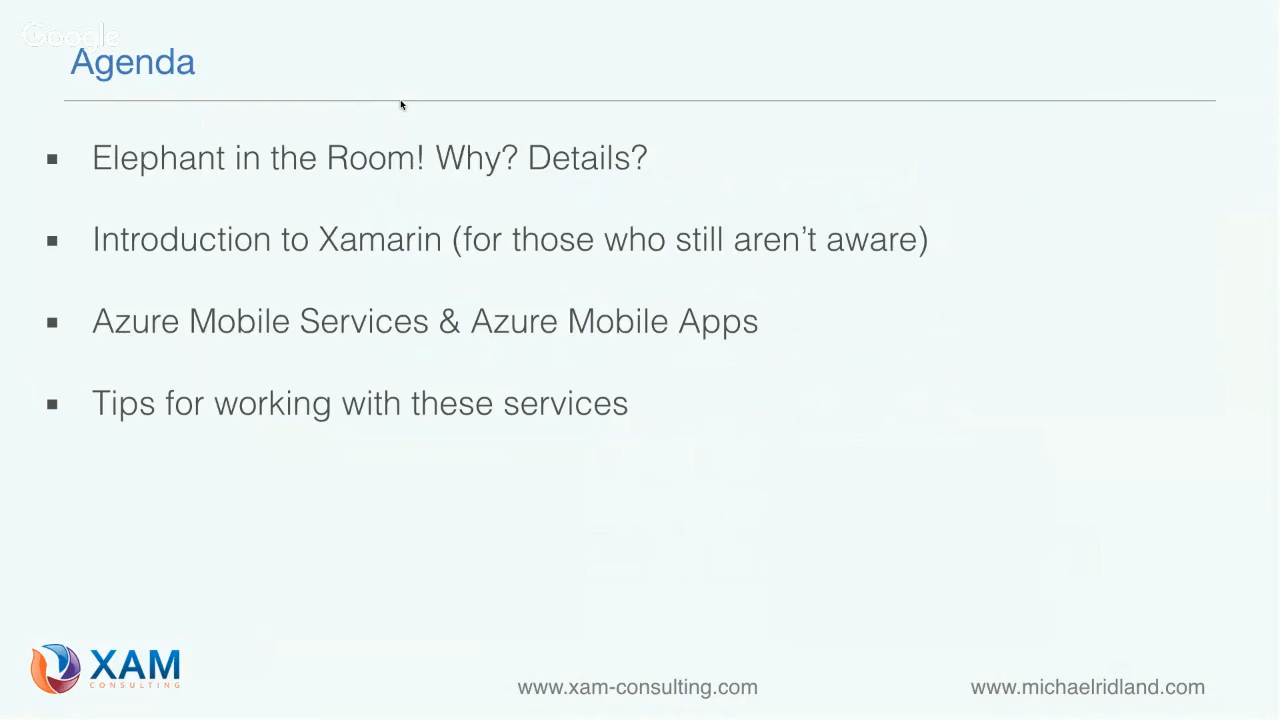 Google
Agenda
▪ Elephant in the Room! Why? Details?
▪ Introduction to Xamarin (for those who still aren’t aware)
▪ Azure Mobile Services & Azure Mobile Apps
▪ Tips for working with these services
XAM
CONSULTING
www.xam-consulting.com
www.michaelridland.com